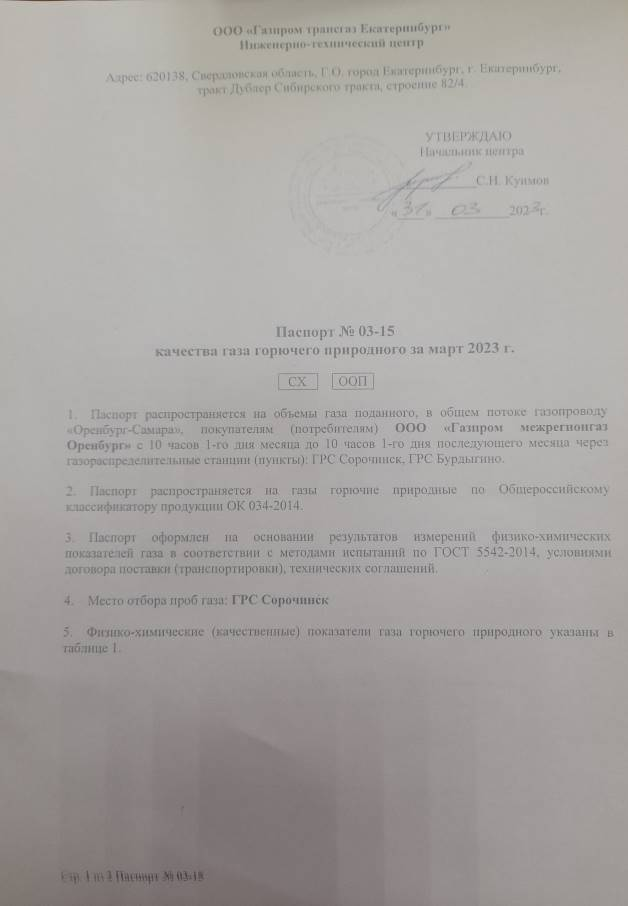 ООО «Газпром трансгаз Екатеринбург»
Инженерно-технический центр
Адрес: 620138, Свердловская область, Г.О. город Екатеринбург, г. Екатеринбург,
тракт Дублер Сибирского тракта, строение 82/4.
УТВЕРЖДАЮ
Начальник центра
С.Н. Куимов
«31» 03 2023г.
Паспорт № 03-15
качества газа горючего природного за март 2023 г.
СХ ООП
1. Паспорт распространяется на объемы газа поданного, в общем потоке газопроводу
«Оренбург-Самара», покупателям (потребителям) ООО «Газпром межрегионгаз
Оренбург» с 10 часов 1-го дня месяца до 10 часов 1-го дня последующего месяца через
газораспределительные станции (пункты): ГРС Сорочинск, ГРС Бурдыгино.
2. Паспорт распространяется на газы горючие природные по Общероссийскому
классификатору продукции ОК 034-2014.
3. Паспорт оформлен на основании результатов измерений физико-химических
показателей газа в соответствии с методами испытаний по ГОСТ 5542-2014, условиями
договора поставки (транспортировки), технических соглашений.
4. Место отбора проб газа: ГРС Сорочинск
5. Физико-химические (качественные) показатели газа горючего природного указаны в
таблице 1.
Стр. 1 из 2 Паспорт № 03-15